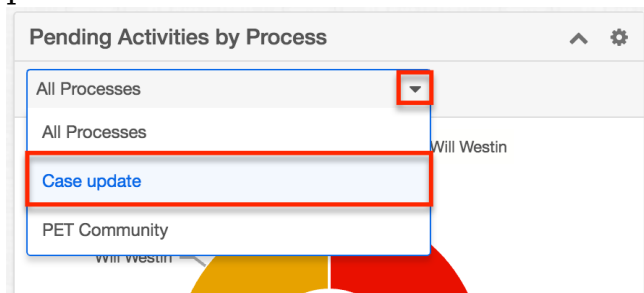 Pending Activities by Process
All Processes
All Processes
Will Westin
Case update
PET Community
Will Westin